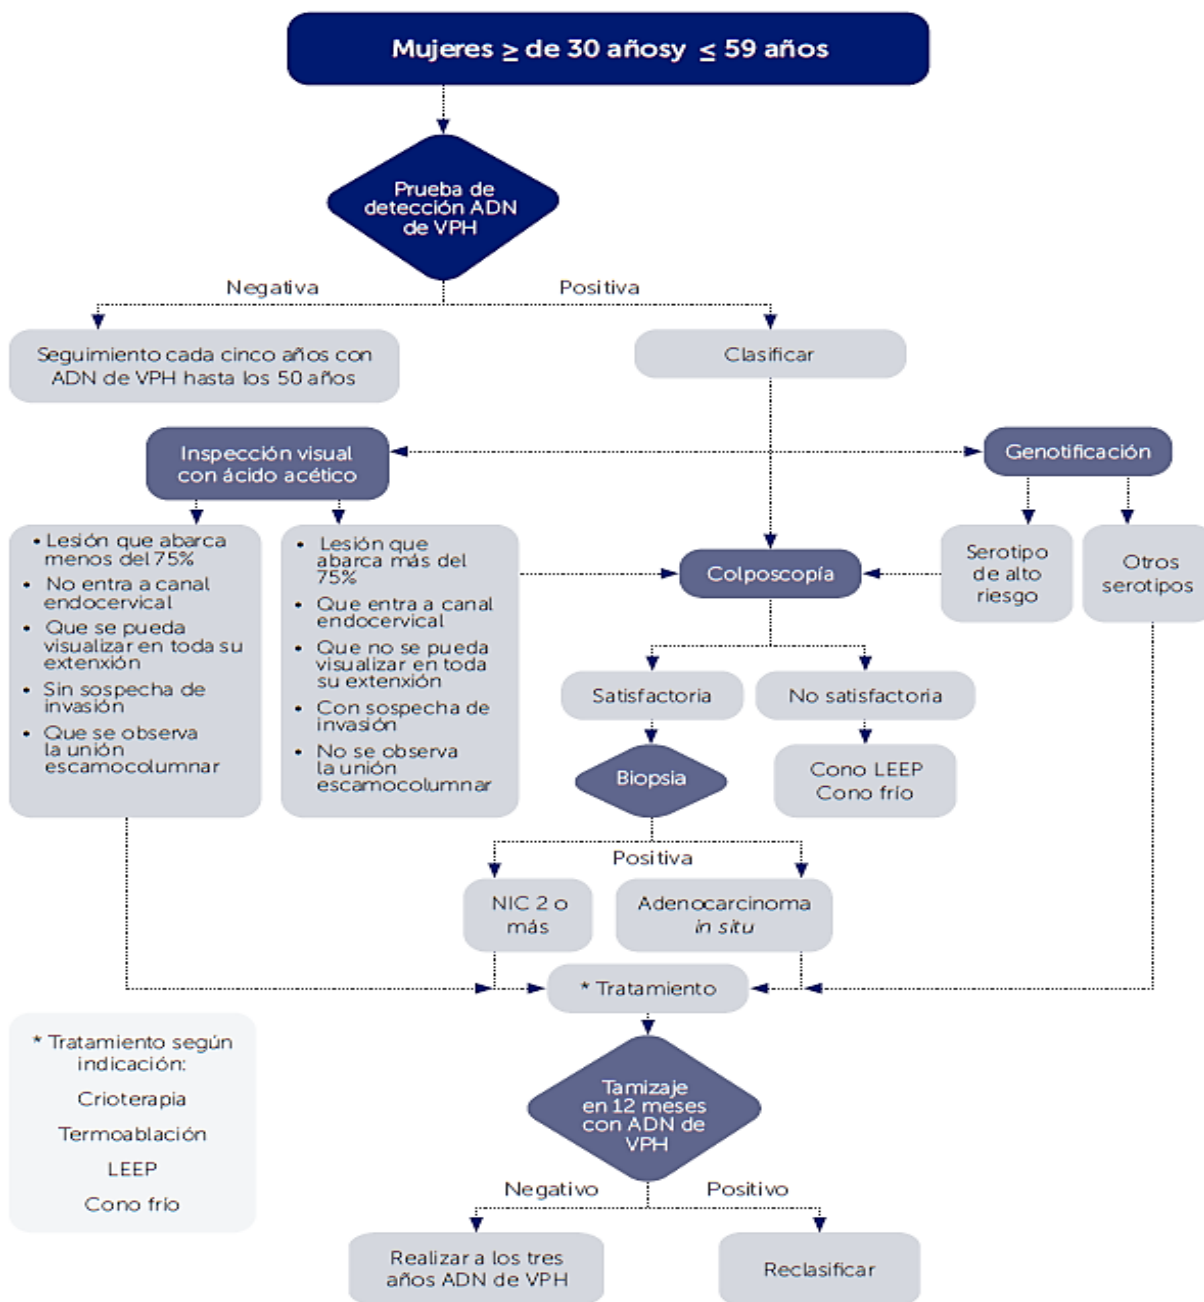 Mujeres ≥ de 30 añosy ≤ 59 años
Prueba de
detección ADN
de VPH
Negativa
Positiva
Seguimiento cada cinco años con
ADN de VPH hasta los 50 años
Clasificar
Inspección visual
con ácido acético
Genotificación
• Lesión que abarca
menos del 75%
• No entra a canal
endocervical
• Que se pueda
visualizar en toda su
extenxión
• Sin sospecha de
invasión
• Que se observa
la unión
escamocolumnar
• Lesión que
abarca más del
75%
• Que entra a canal
endocervical
• Que no se pueda
visualizar en toda
su extenxión
• Con sospecha de
invasión
• No se observa
la unión
escamocolumnar
Colposcopía
Serotipo
de alto
riesgo
Otros
serotipos
Satisfactoria
No satisfactoria
Biopsia
Cono LEEP
Cono frío
Positiva
NIC 2 o
más
Adenocarcinoma
in situ
* Tratamiento
* Tratamiento según
indicación:
Crioterapia
Termoablación
LEEP
Cono frío
Tamizaje
en 12 meses
con ADN de
VPH
Negativo
Positivo
Realizar a los tres
años ADN de VPH
Reclasificar